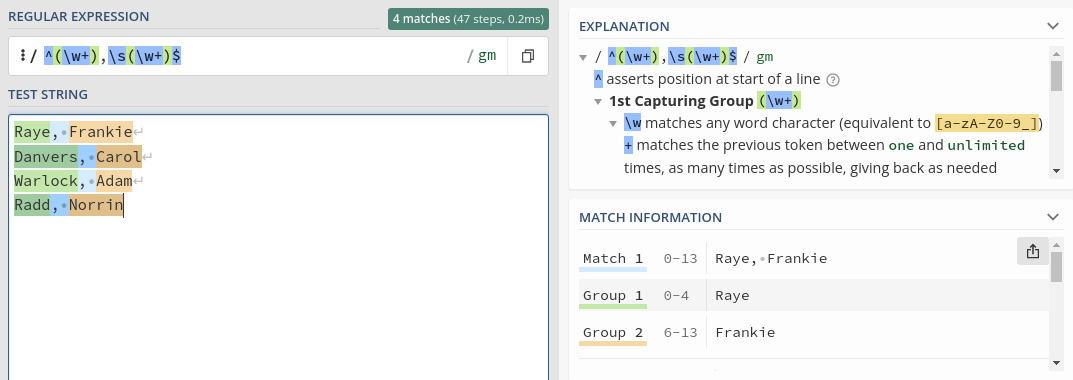 REGULAR EXPRESSION
4 matches (47 steps, 0.2ms)
/ ^(\w+),\s(\w+)$ / gm
TEST STRING
Raye,·Frankie↵
Danvers,·Carol↵
Warlock,·Adam↵
Radd,·Norrin
EXPLANATION
/ ^(\w+),\s(\w+)$ / gm
^ asserts position at start of a line ?
1st Capturing Group (\w+)
\w matches any word character (equivalent to [a-zA-Z0-9_])
+ matches the previous token between one and unlimited
times, as many times as possible, giving back as needed
MATCH INFORMATION
Match 1 0-13 Raye,·Frankie
Group 1 0-4 Raye
Group 2 6-13 Frankie